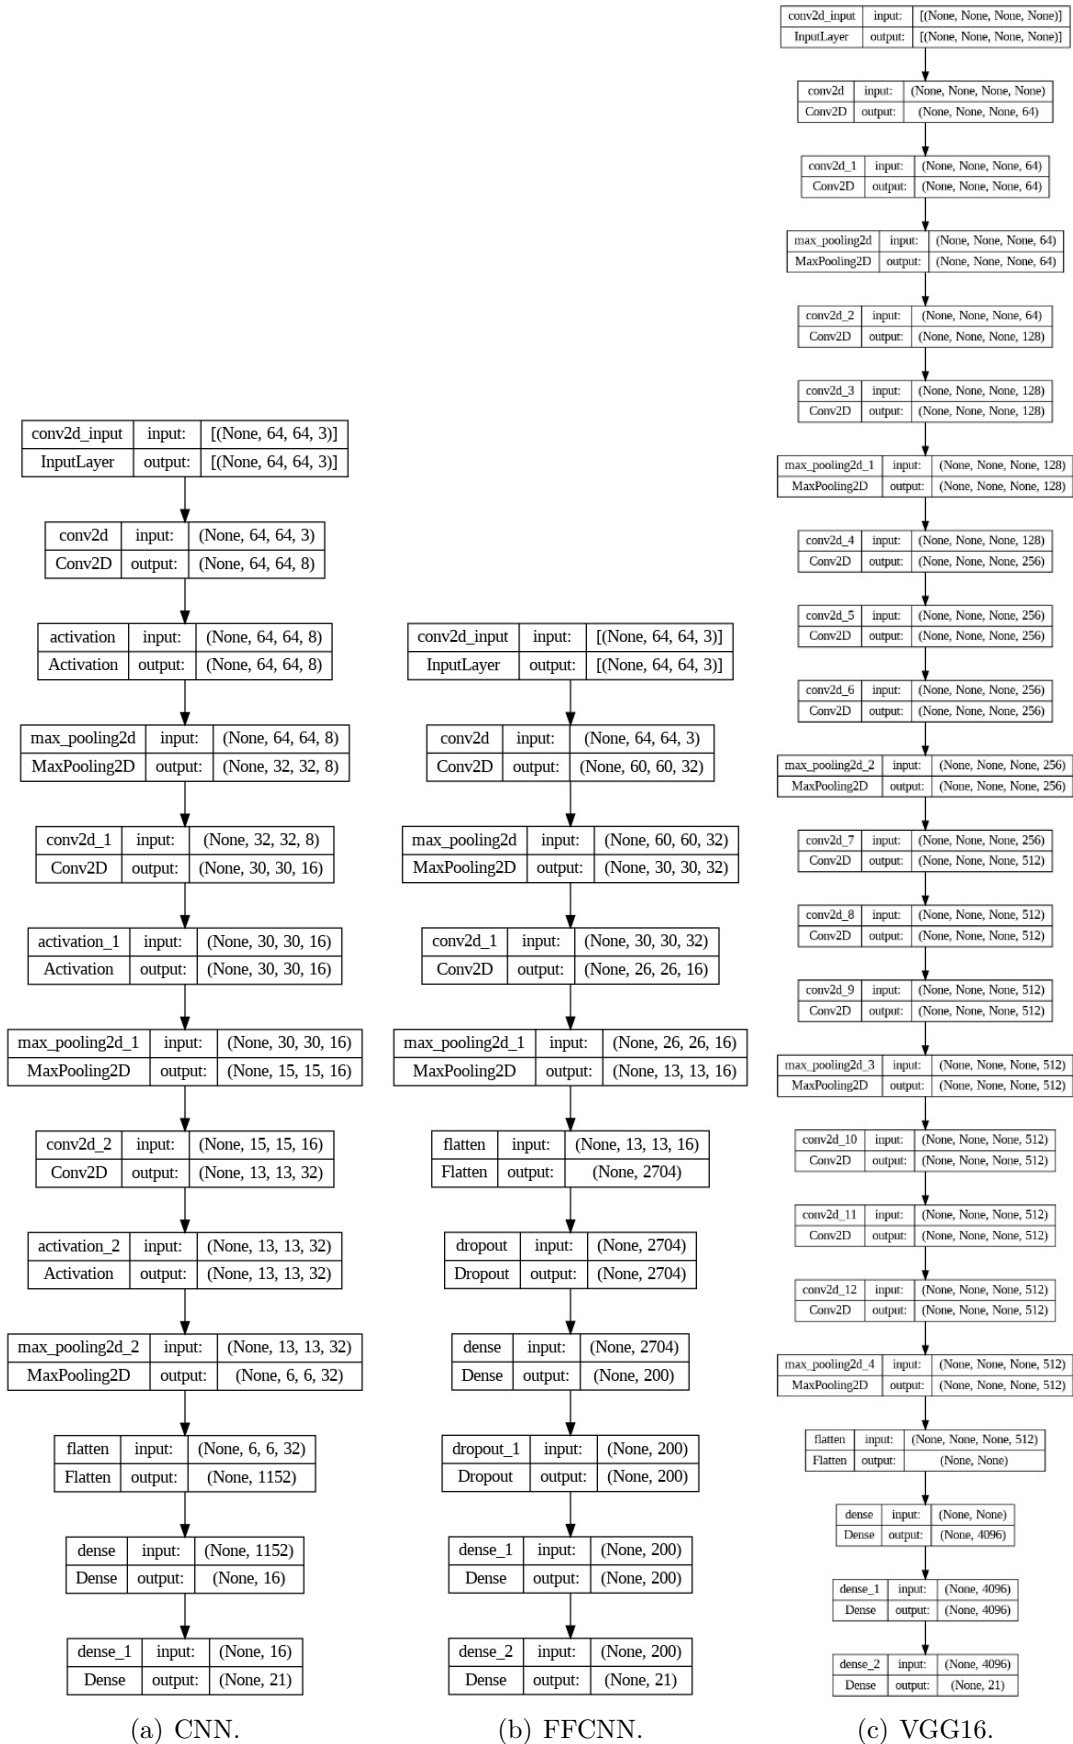 conv2d_input input: [(None, 64, 64, 3)]
InputLayer output: [(None, 64, 64, 3)]
conv2d input: (None, 64, 64, 3)
Conv2D output: (None, 64, 64, 8)
activation input: (None, 64, 64, 8)
Activation output: (None, 64, 64, 8)
max_pooling2d input: (None, 64, 64, 8)
MaxPooling2D output: (None, 32, 32, 8)
conv2d_1 input: (None, 32, 32, 8)
Conv2D output: (None, 30, 30, 16)
activation_1 input: (None, 30, 30, 16)
Activation output: (None, 30, 30, 16)
max_pooling2d_1 input: (None, 30, 30, 16)
MaxPooling2D output: (None, 15, 15, 16)
conv2d_2 input: (None, 15, 15, 16)
Conv2D output: (None, 13, 13, 32)
activation_2 input: (None, 13, 13, 32)
Activation output: (None, 13, 13, 32)
max_pooling2d_2 input: (None, 13, 13, 32)
MaxPooling2D output: (None, 6, 6, 32)
flatten input: (None, 6, 6, 32)
Flatten output: (None, 1152)
dense input: (None, 1152)
Dense output: (None, 16)
dense_1 input: (None, 16)
Dense output: (None, 21)
(a) CNN.
conv2d_input input: [(None, 64, 64, 3)]
InputLayer output: [(None, 64, 64, 3)]
conv2d input: (None, 64, 64, 3)
Conv2D output: (None, 60, 60, 32)
max_pooling2d input: (None, 60, 60, 32)
MaxPooling2D output: (None, 30, 30, 32)
conv2d_1 input: (None, 30, 30, 32)
Conv2D output: (None, 26, 26, 16)
max_pooling2d_1 input: (None, 26, 26, 16)
MaxPooling2D output: (None, 13, 13, 16)
flatten input: (None, 13, 13, 16)
Flatten output: (None, 2704)
dropout input: (None, 2704)
Dropout output: (None, 2704)
dense input: (None, 2704)
Dense output: (None, 200)
dropout_1 input: (None, 200)
Dropout output: (None, 200)
dense_1 input: (None, 200)
Dense output: (None, 200)
dense_2 input: (None, 200)
Dense output: (None, 21)
(b) FFCNN.
conv2d_input input: [(None, None, None, None)]
InputLayer output: [(None, None, None, None)]
conv2d input: (None, None, None, None)
Conv2D output: (None, None, None, 64)
conv2d_1 input: (None, None, None, 64)
Conv2D output: (None, None, None, 64)
max_pooling2d input: (None, None, None, 64)
MaxPooling2D output: (None, None, None, 64)
conv2d_2 input: (None, None, None, 64)
Conv2D output: (None, None, None, 128)
conv2d_3 input: (None, None, None, 128)
Conv2D output: (None, None, None, 128)
max_pooling2d_1 input: (None, None, None, 128)
MaxPooling2D output: (None, None, None, 128)
conv2d_4 input: (None, None, None, 128)
Conv2D output: (None, None, None, 256)
conv2d_5 input: (None, None, None, 256)
Conv2D output: (None, None, None, 256)
conv2d_6 input: (None, None, None, 256)
Conv2D output: (None, None, None, 256)
max_pooling2d_2 input: (None, None, None, 256)
MaxPooling2D output: (None, None, None, 256)
conv2d_7 input: (None, None, None, 256)
Conv2D output: (None, None, None, 512)
conv2d_8 input: (None, None, None, 512)
Conv2D output: (None, None, None, 512)
conv2d_9 input: (None, None, None, 512)
Conv2D output: (None, None, None, 512)
max_pooling2d_3 input: (None, None, None, 512)
MaxPooling2D output: (None, None, None, 512)
conv2d_10 input: (None, None, None, 512)
Conv2D output: (None, None, None, 512)
conv2d_11 input: (None, None, None, 512)
Conv2D output: (None, None, None, 512)
conv2d_12 input: (None, None, None, 512)
Conv2D output: (None, None, None, 512)
max_pooling2d_4 input: (None, None, None, 512)
MaxPooling2D output: (None, None, None, 512)
flatten input: (None, None, None, 512)
Flatten output: (None, None)
dense input: (None, None)
Dense output: (None, 4096)
dense_1 input: (None, 4096)
Dense output: (None, 4096)
dense_2 input: (None, 4096)
Dense output: (None, 21)
(c) VGG16.